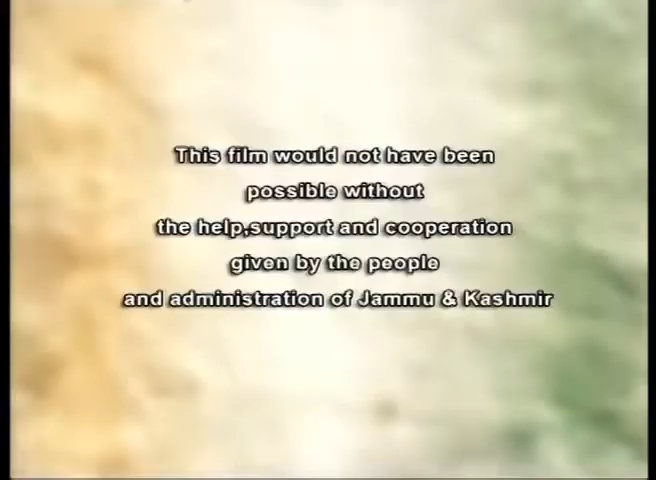 This film would not have been
possible without
the help,support and cooperation
given by the people
and administration of Jammu & Kashmir